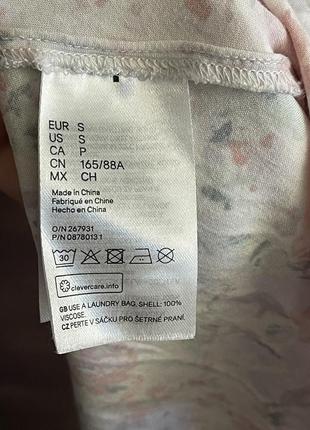 EUR S
US S
CA P
CN 165/88A
MX CH
Made in China
Fabriqué en Chine
Hecho en China
O/N 267931
P/N 0878013 1
30
clevercare.info
GB USE A LAUNDRY BAG, SHELL: 100%
VISCOSE.
CZ PERTE V SÁČKU PRO ŠETRNÉ PRANÍ.